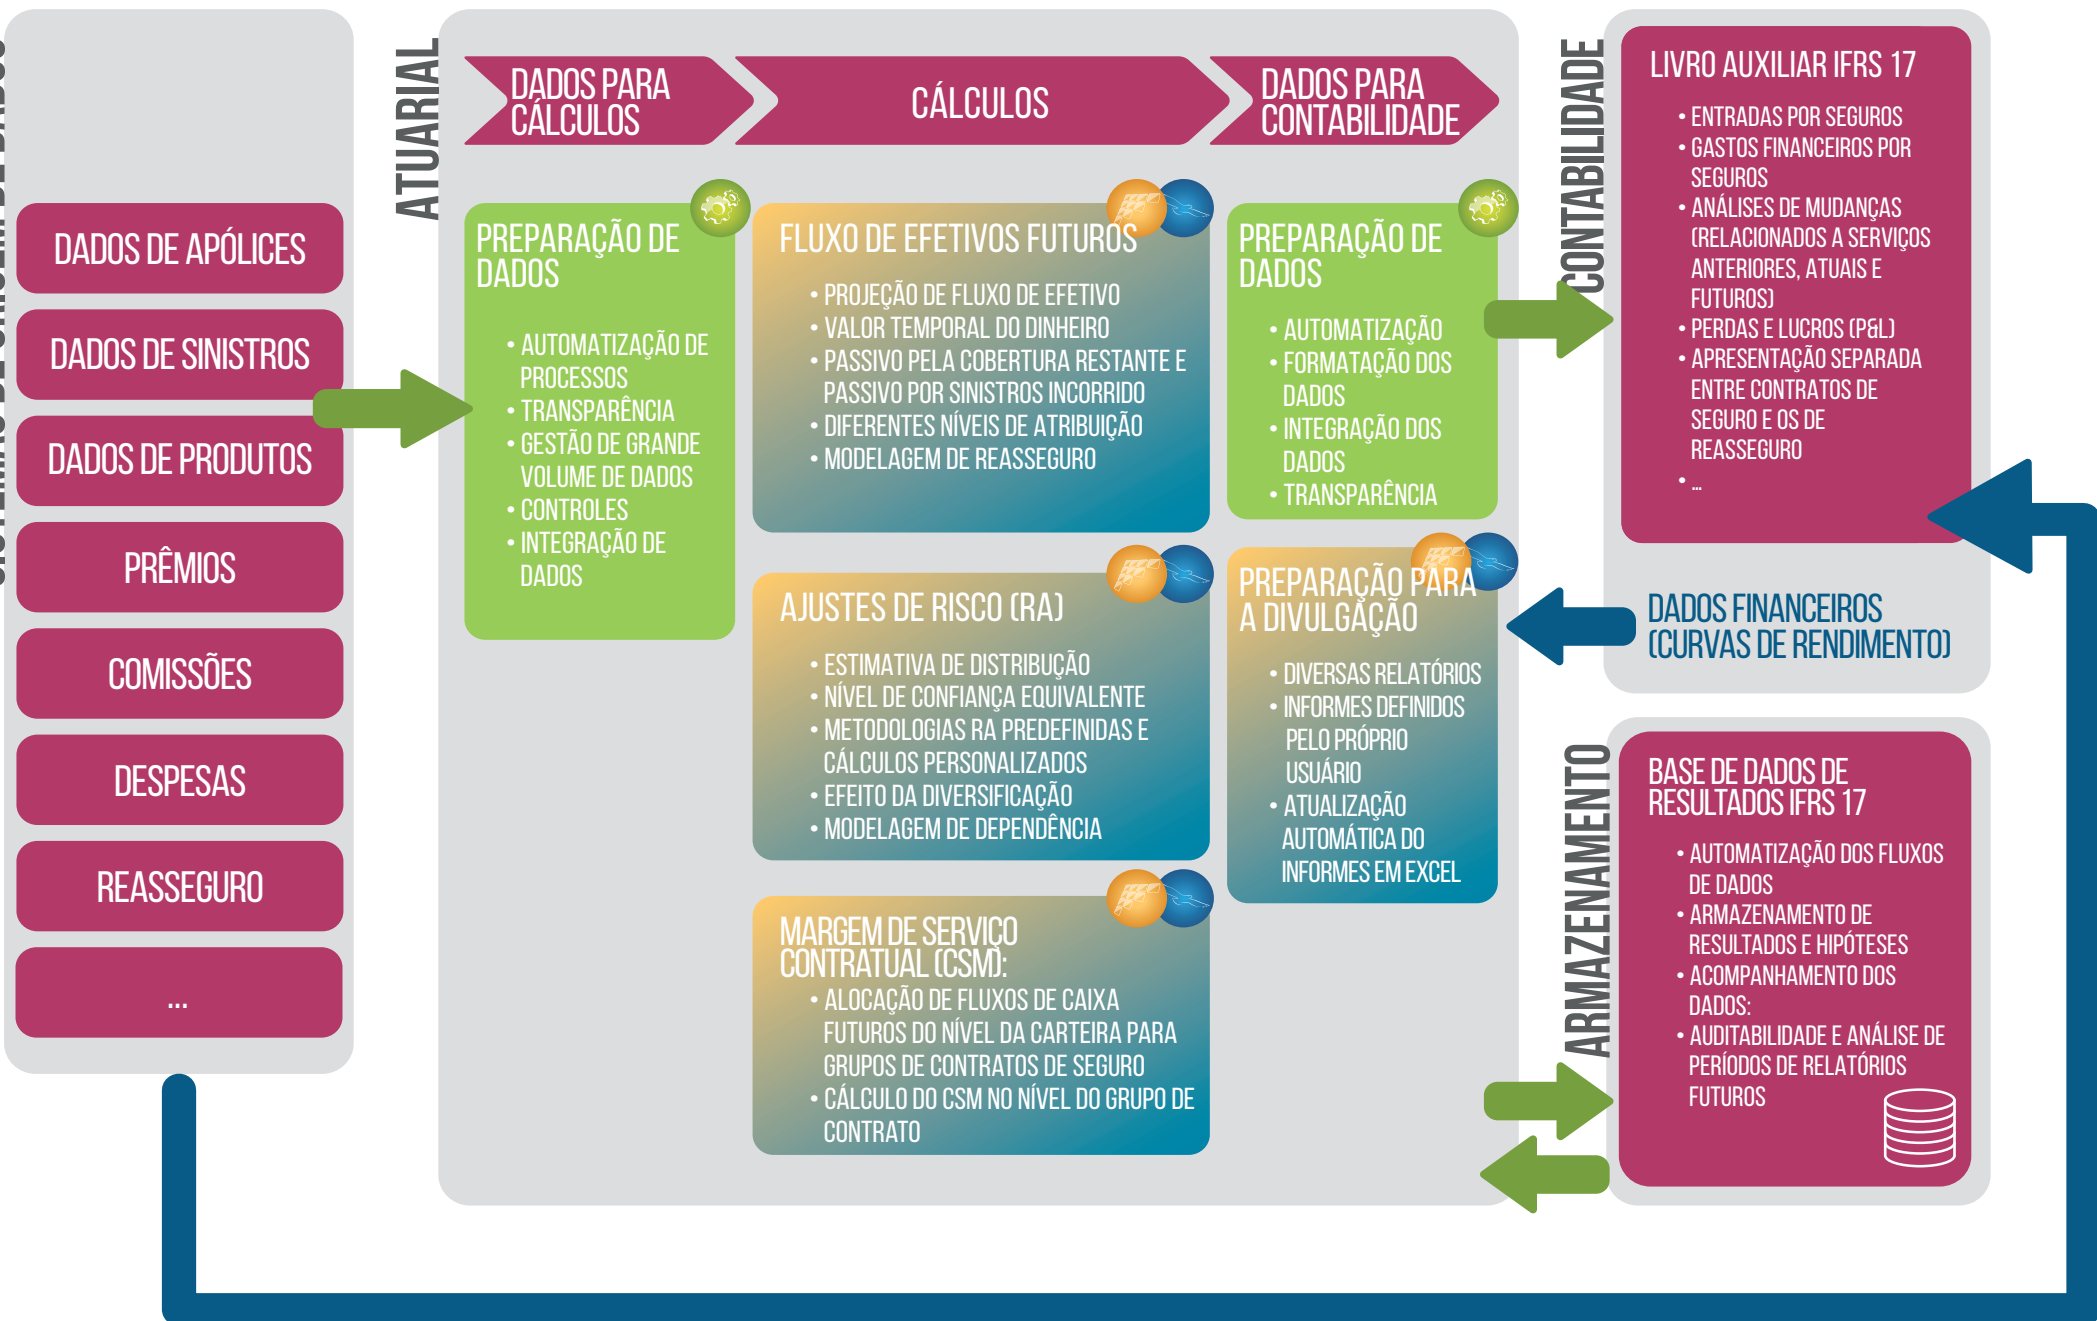 DADOS DE APÓLICES
DADOS DE SINISTROS
DADOS DE PRODUTOS
PRÊMIOS
COMISSÕES
DESPESAS
REASSEGURO
...
ATUARIAL
DADOS PARA
CÁLCULOS
CÁLCULOS
DADOS PARA
CONTABILIDADE
PREPARAÇÃO DE
DADOS
• AUTOMATIZAÇÃO DE
PROCESSOS
• TRANSPARÊNCIA
• GESTÃO DE GRANDE
VOLUME DE DADOS
• CONTROLES
• INTEGRAÇÃO DE
DADOS
FLUXO DE EFETIVOS FUTUROS
• PROJEÇÃO DE FLUXO DE EFETIVO
• VALOR TEMPORAL DO DINHEIRO
• PASSIVO PELA COBERTURA RESTANTE E
PASSIVO POR SINISTROS INCORRIDO
• DIFERENTES NÍVEIS DE ATRIBUIÇÃO
• MODELAGEM DE REASSEGURO
AJUSTES DE RISCO (RA)
• ESTIMATIVA DE DISTRIBUÇÃO
• NÍVEL DE CONFIANÇA EQUIVALENTE
• METODOLOGIAS RA PREDEFINIDAS E
CÁLCULOS PERSONALIZADOS
• EFEITO DA DIVERSIFICAÇÃO
• MODELAGEM DE DEPENDÊNCIA
MARGEM DE SERVIÇO
CONTRATUAL (CSM):
• ALOCAÇÃO DE FLUXOS DE CAIXA
FUTUROS DO NÍVEL DA CARTEIRA PARA
GRUPOS DE CONTRATOS DE SEGURO
• CÁLCULO DO CSM NO NÍVEL DO GRUPO DE
CONTRATO
PREPARAÇÃO DE
DADOS
• AUTOMATIZAÇÃO
• FORMATAÇÃO DOS
DADOS
• INTEGRAÇÃO DOS
DADOS
• TRANSPARÊNCIA
PREPARAÇÃO PARA
A DIVULGAÇÃO
• DIVERSAS RELATÓRIOS
• INFORMES DEFINIDOS
PELO PRÓPRIO
USUÁRIO
• ATUALIZAÇÃO
AUTOMÁTICA DO
INFORMES EM EXCEL
CONTABILIDADE
LIVRO AUXILIAR IFRS 17
• ENTRADAS POR SEGUROS
• GASTOS FINANCEIROS POR
SEGUROS
• ANÁLISES DE MUDANÇAS
(RELACIONADOS A SERVIÇOS
ANTERIORES, ATUAIS E
FUTUROS)
• PERDAS E LUCROS (P&L)
• APRESENTAÇÃO SEPARADA
ENTRE CONTRATOS DE
SEGURO E OS DE
REASSEGURO
• ...
DADOS FINANCEIROS
(CURVAS DE RENDIMENTO)
ARMAZENAMENTO
BASE DE DADOS DE
RESULTADOS IFRS 17
• AUTOMATIZAÇÃO DOS FLUXOS
DE DADOS
• ARMAZENAMENTO DE
RESULTADOS E HIPÓTESES
• ACOMPANHAMENTO DOS
DADOS:
• AUDITABILIDADE E ANÁLISE DE
PERÍODOS DE RELATÓRIOS
FUTUROS